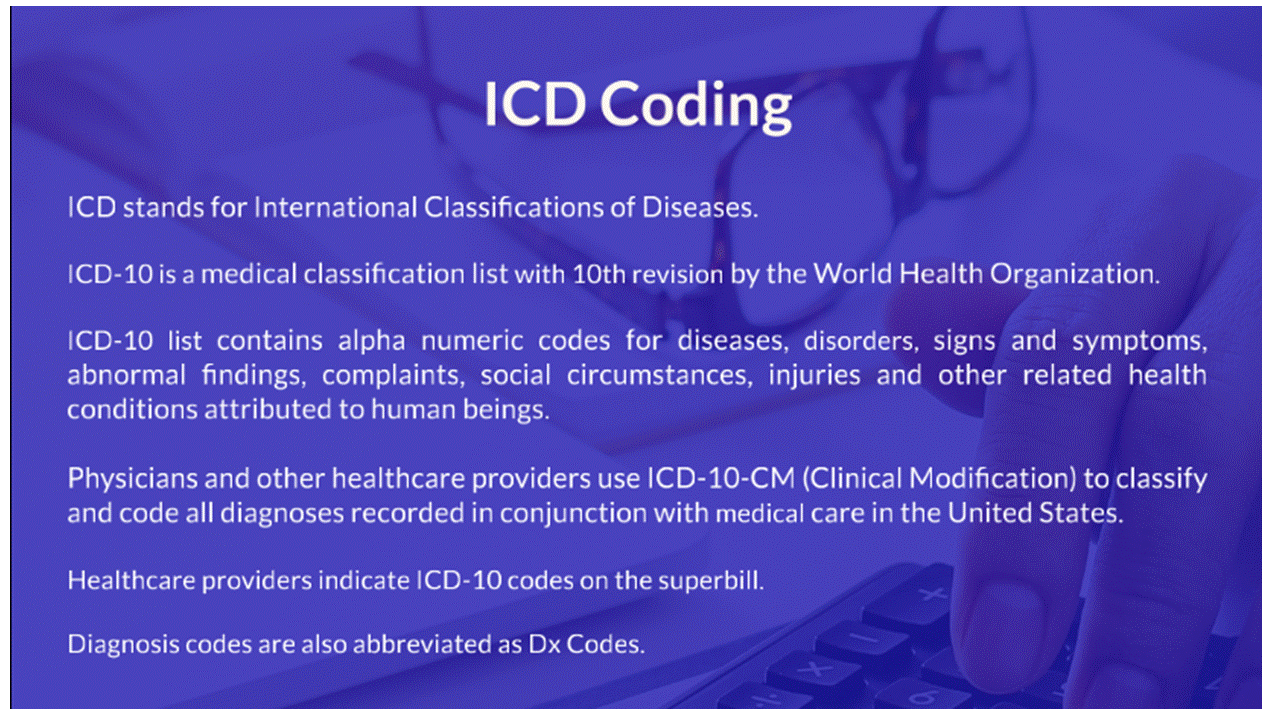 ICD Coding
ICD stands for International Classifications of Diseases.
ICD-10 is a medical classification list with 10th revision by the World Health Organization.
ICD-10 list contains alpha numeric codes for diseases, disorders, signs and symptoms,
abnormal findings, complaints, social circumstances, injuries and other related health
conditions attributed to human beings.
Physicians and other healthcare providers use ICD-10-CM (Clinical Modification) to classify
and code all diagnoses recorded in conjunction with medical care in the United States.
Healthcare providers indicate ICD-10 codes on the superbill.
Diagnosis codes are also abbreviated as Dx Codes.
+
−
×
÷
6